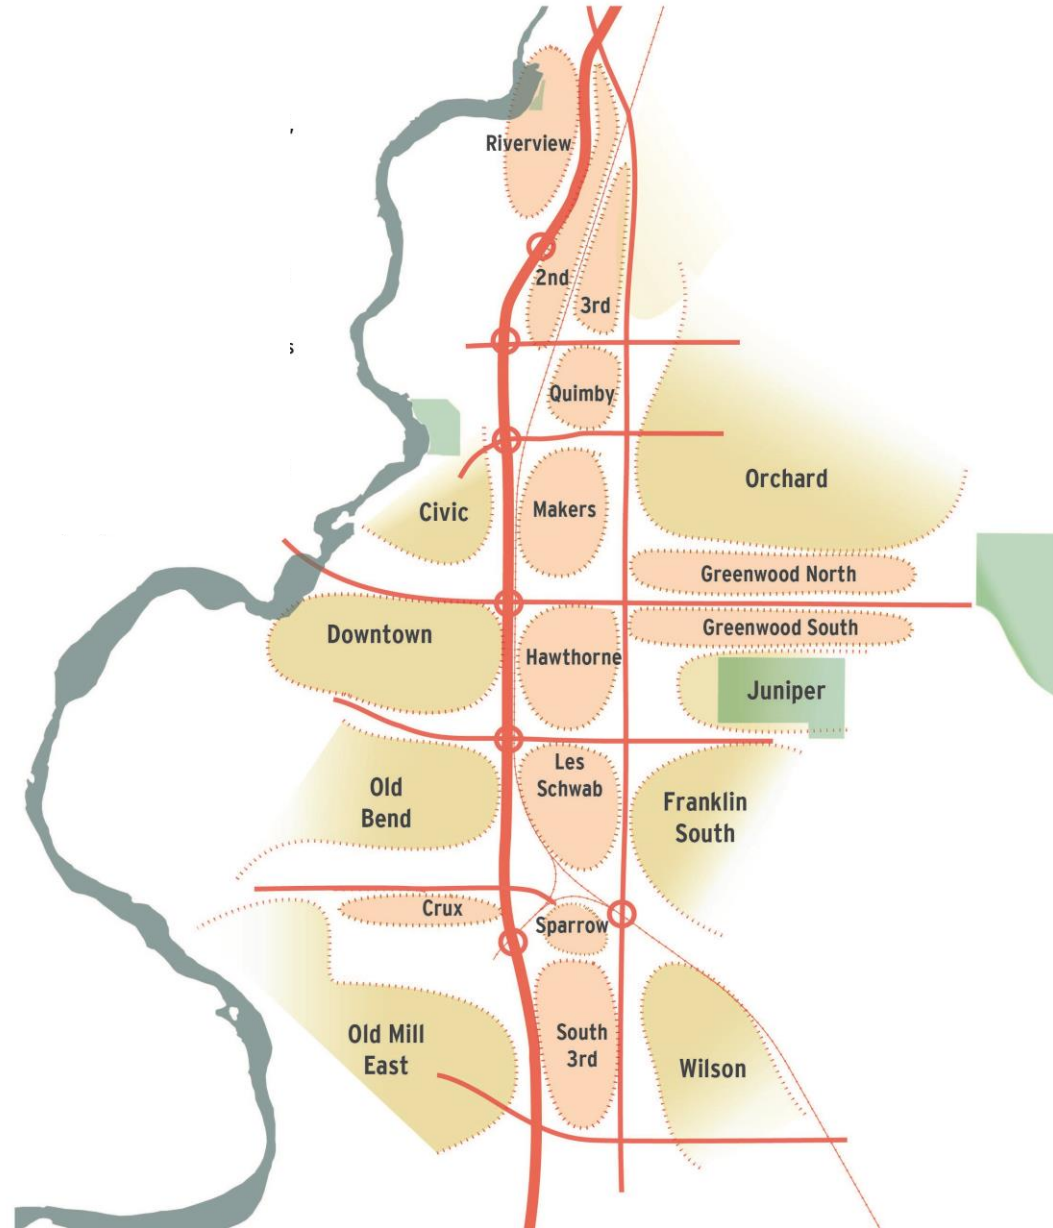 Riverview
2nd
3rd
Quimby
Orchard
Civic
Makers
Greenwood North
Downtown
Greenwood South
Hawthorne
Juniper
Les
Schwab
Old
Bend
Franklin
South
Crux
Sparrow
Old Mill
East
South
3rd
Wilson